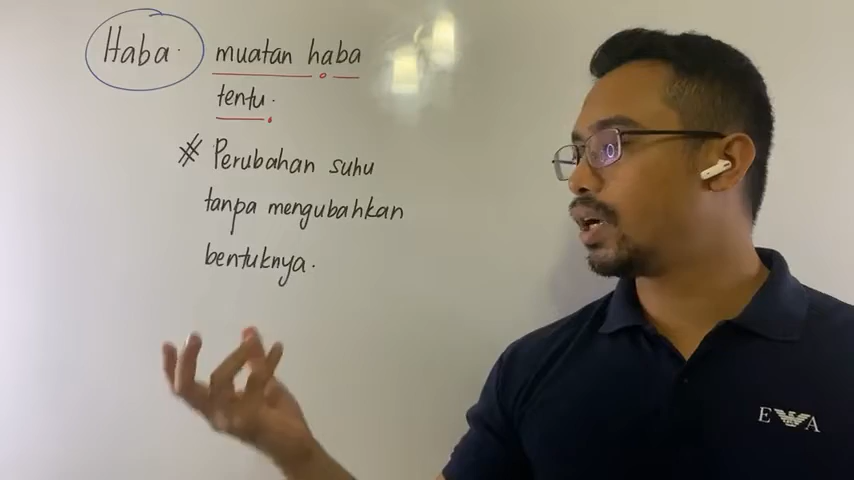 Haba.
muatan haba
tentu.
# Perubahan suhu
tanpa mengubahkan
bentuknya.
E A